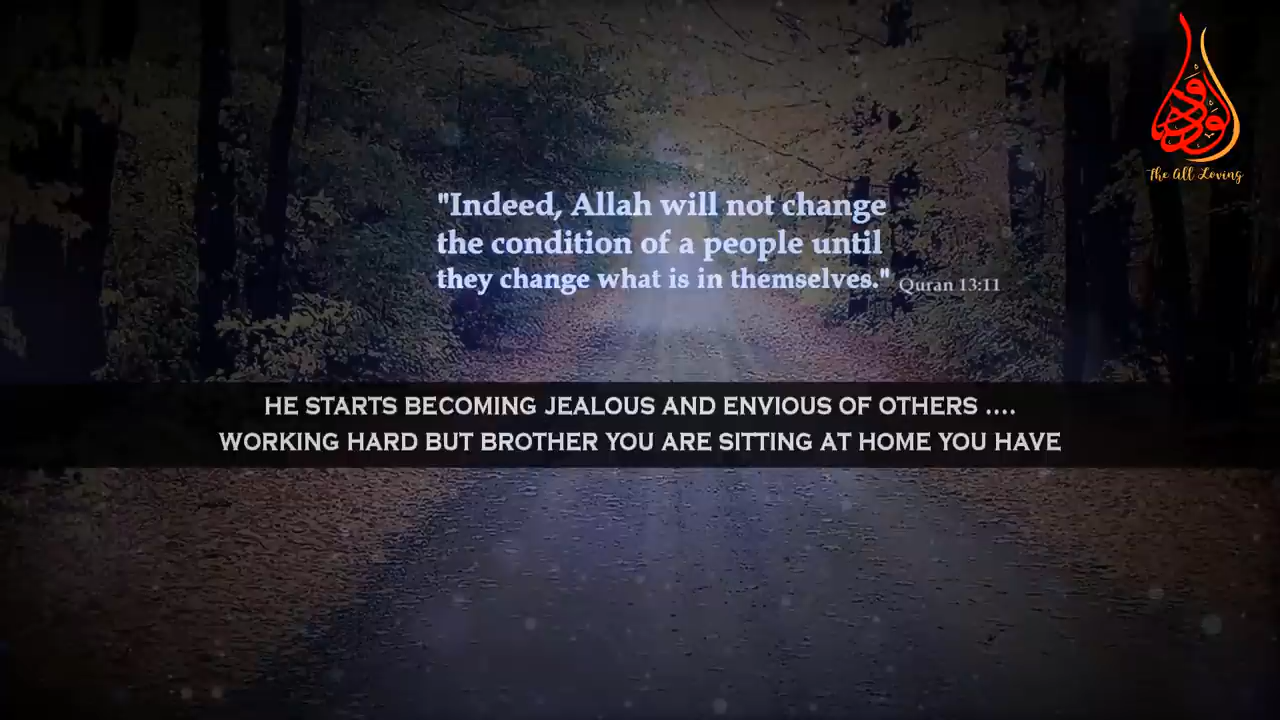 "Indeed, Allah will not change
the condition of a people until
they change what is in themselves." Quran 13:11
HE STARTS BECOMING JEALOUS AND ENVIOUS OF OTHERS ....
WORKING HARD BUT BROTHER YOU ARE SITTING AT HOME YOU HAVE
The All Loving